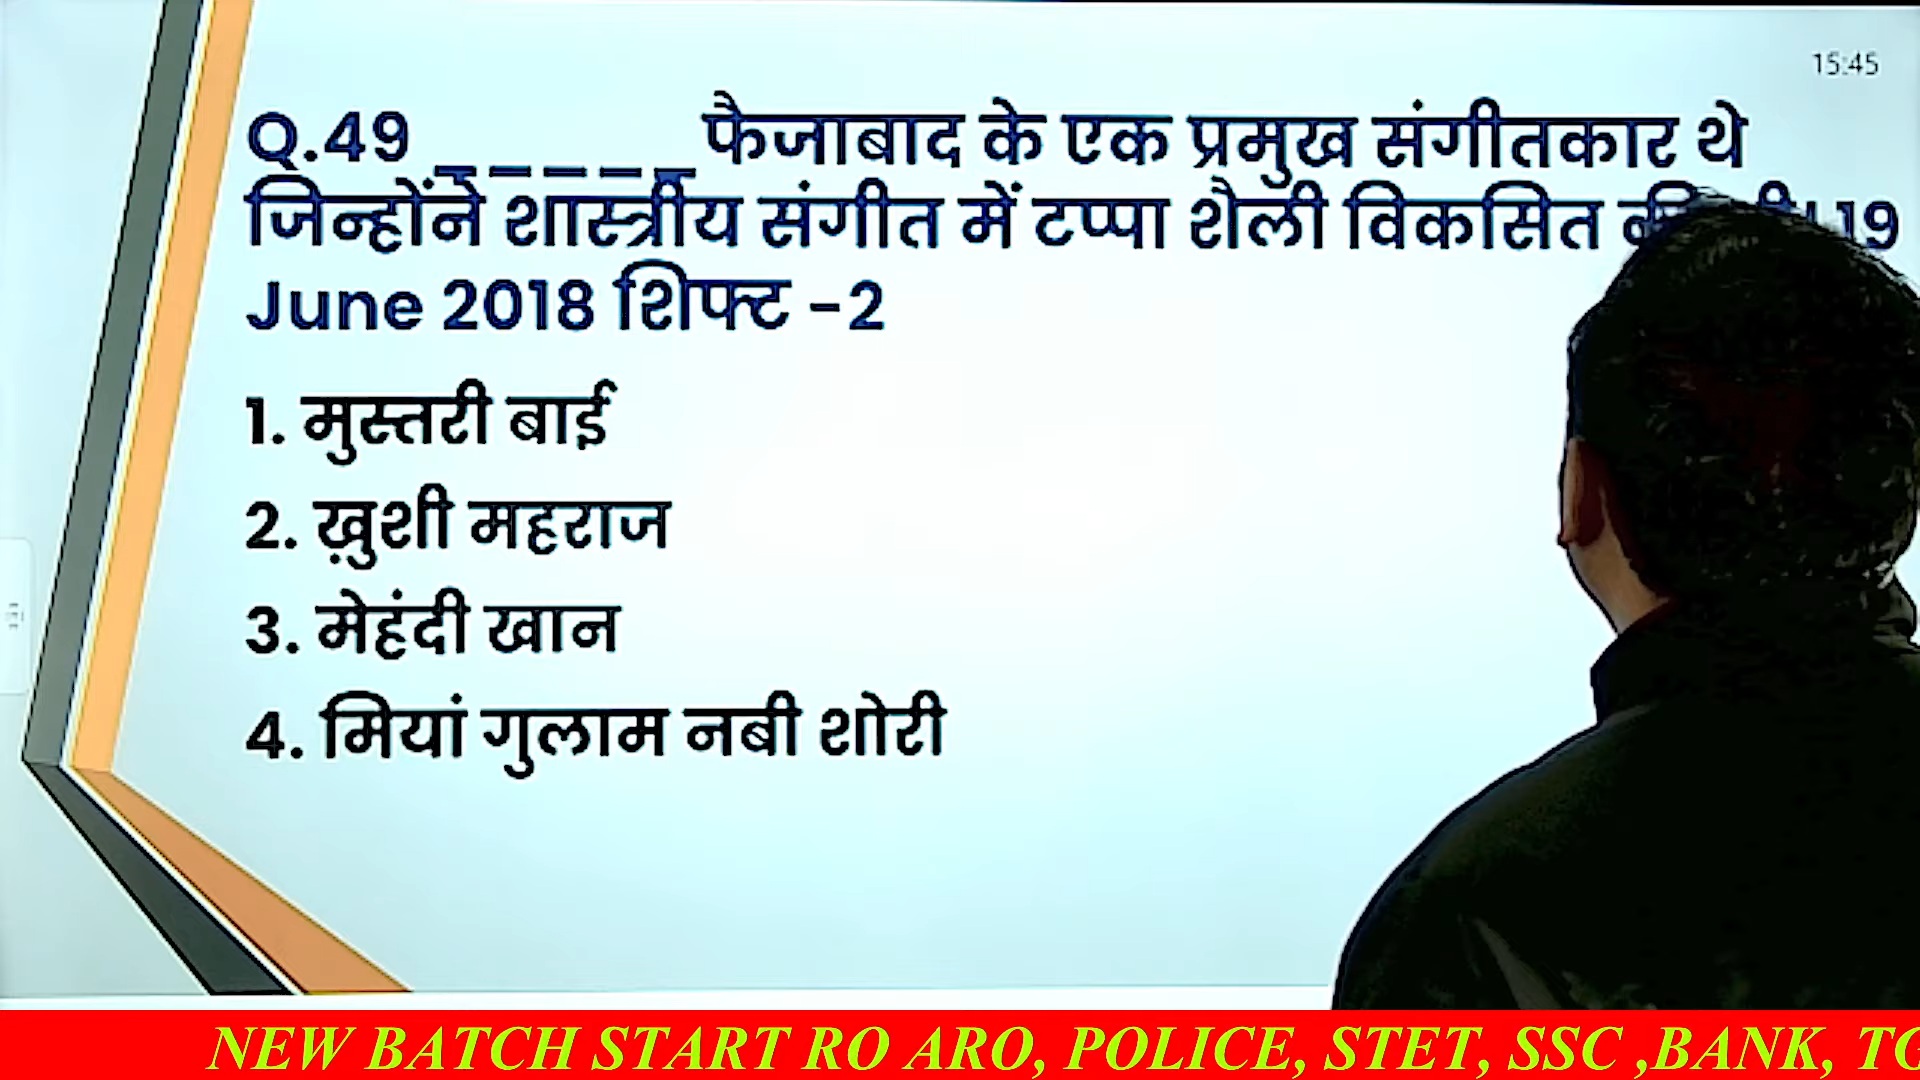 15:45
Q.49 _ _ _ _ _ फैजाबाद के एक प्रमुख संगीतकार थे
जिन्होंने शास्त्रीय संगीत में टप्पा शैली विकसित 19
June 2018 शिफ्ट -2
1. मुस्तरी बाई
2. ख़ुशी महराज
3. मेहंदी खान
4. मियां गुलाम नबी शोरी
NEW BATCH START RO ARO, POLICE, STET, SSC ,BANK,